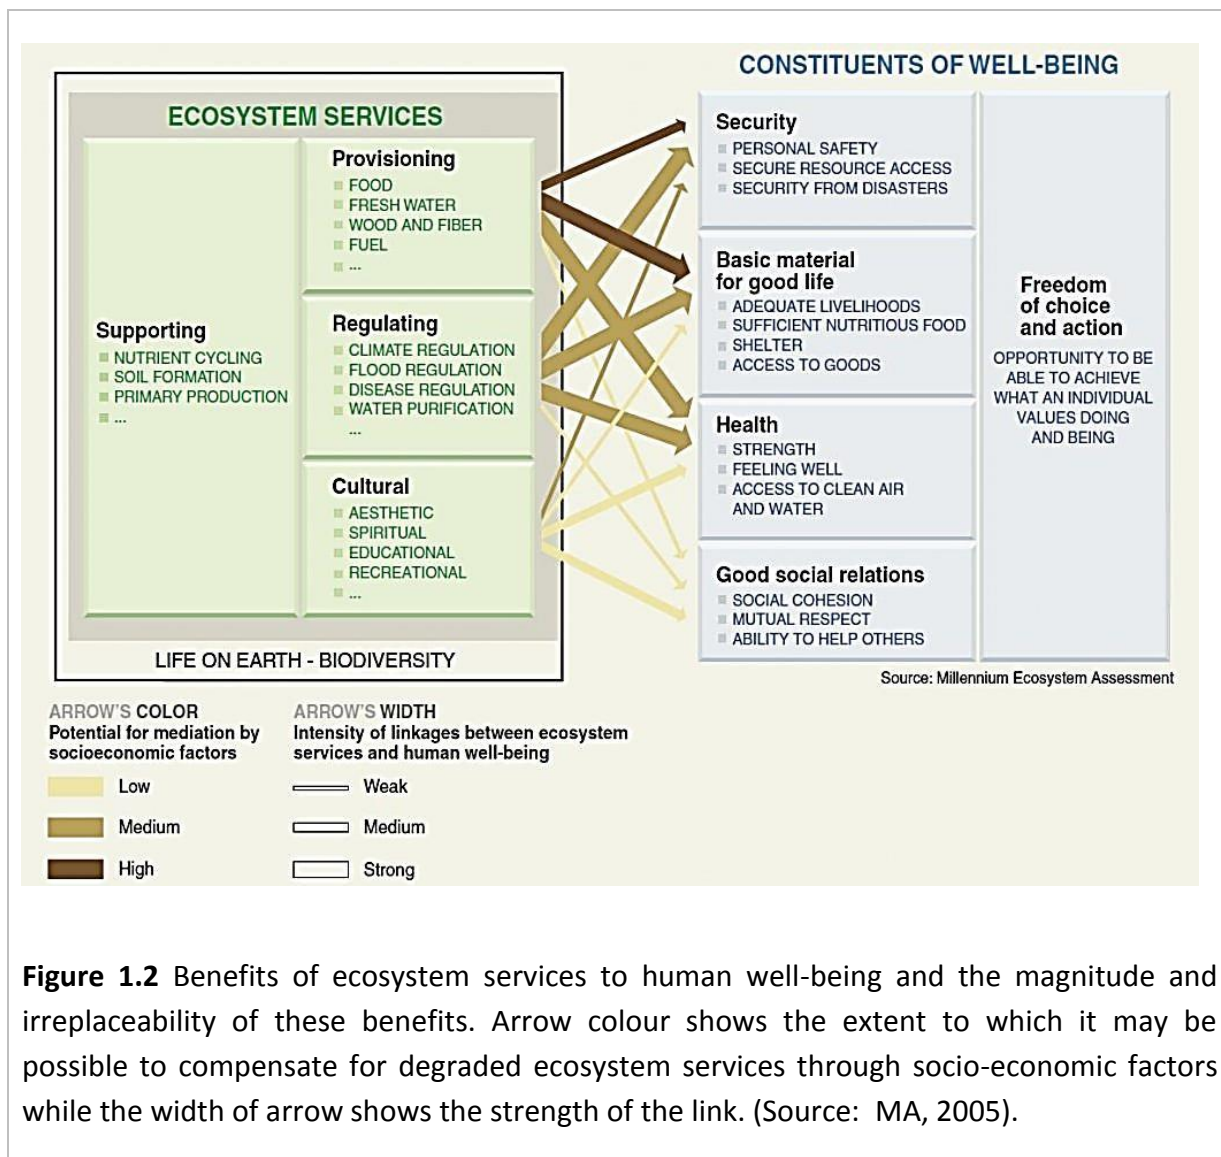 CONSTITUENTS OF WELL-BEING
ECOSYSTEM SERVICES
Supporting
NUTRIENT CYCLING
SOIL FORMATION
PRIMARY PRODUCTION
...
Provisioning
FOOD
FRESH WATER
WOOD AND FIBER
FUEL
...
Regulating
CLIMATE REGULATION
FLOOD REGULATION
DISEASE REGULATION
WATER PURIFICATION
...
Cultural
AESTHETIC
SPIRITUAL
EDUCATIONAL
RECREATIONAL
...
LIFE ON EARTH - BIODIVERSITY
Security
PERSONAL SAFETY
SECURE RESOURCE ACCESS
SECURITY FROM DISASTERS
Basic material
for good life
ADEQUATE LIVELIHOODS
SUFFICIENT NUTRITIOUS FOOD
SHELTER
ACCESS TO GOODS
Health
STRENGTH
FEELING WELL
ACCESS TO CLEAN AIR
AND WATER
Good social relations
SOCIAL COHESION
MUTUAL RESPECT
ABILITY TO HELP OTHERS
Freedom
of choice
and action
OPPORTUNITY TO BE
ABLE TO ACHIEVE
WHAT AN INDIVIDUAL
VALUES DOING
AND BEING
Source: Millennium Ecosystem Assessment
ARROW'S COLOR
Potential for mediation by
socioeconomic factors
Low
Medium
High
ARROW'S WIDTH
Intensity of linkages between ecosystem
services and human well-being
Weak
Medium
Strong
Figure 1.2 Benefits of ecosystem services to human well-being and the magnitude and
irreplaceability of these benefits. Arrow colour shows the extent to which it may be
possible to compensate for degraded ecosystem services through socio-economic factors
while the width of arrow shows the strength of the link. (Source: MA, 2005).